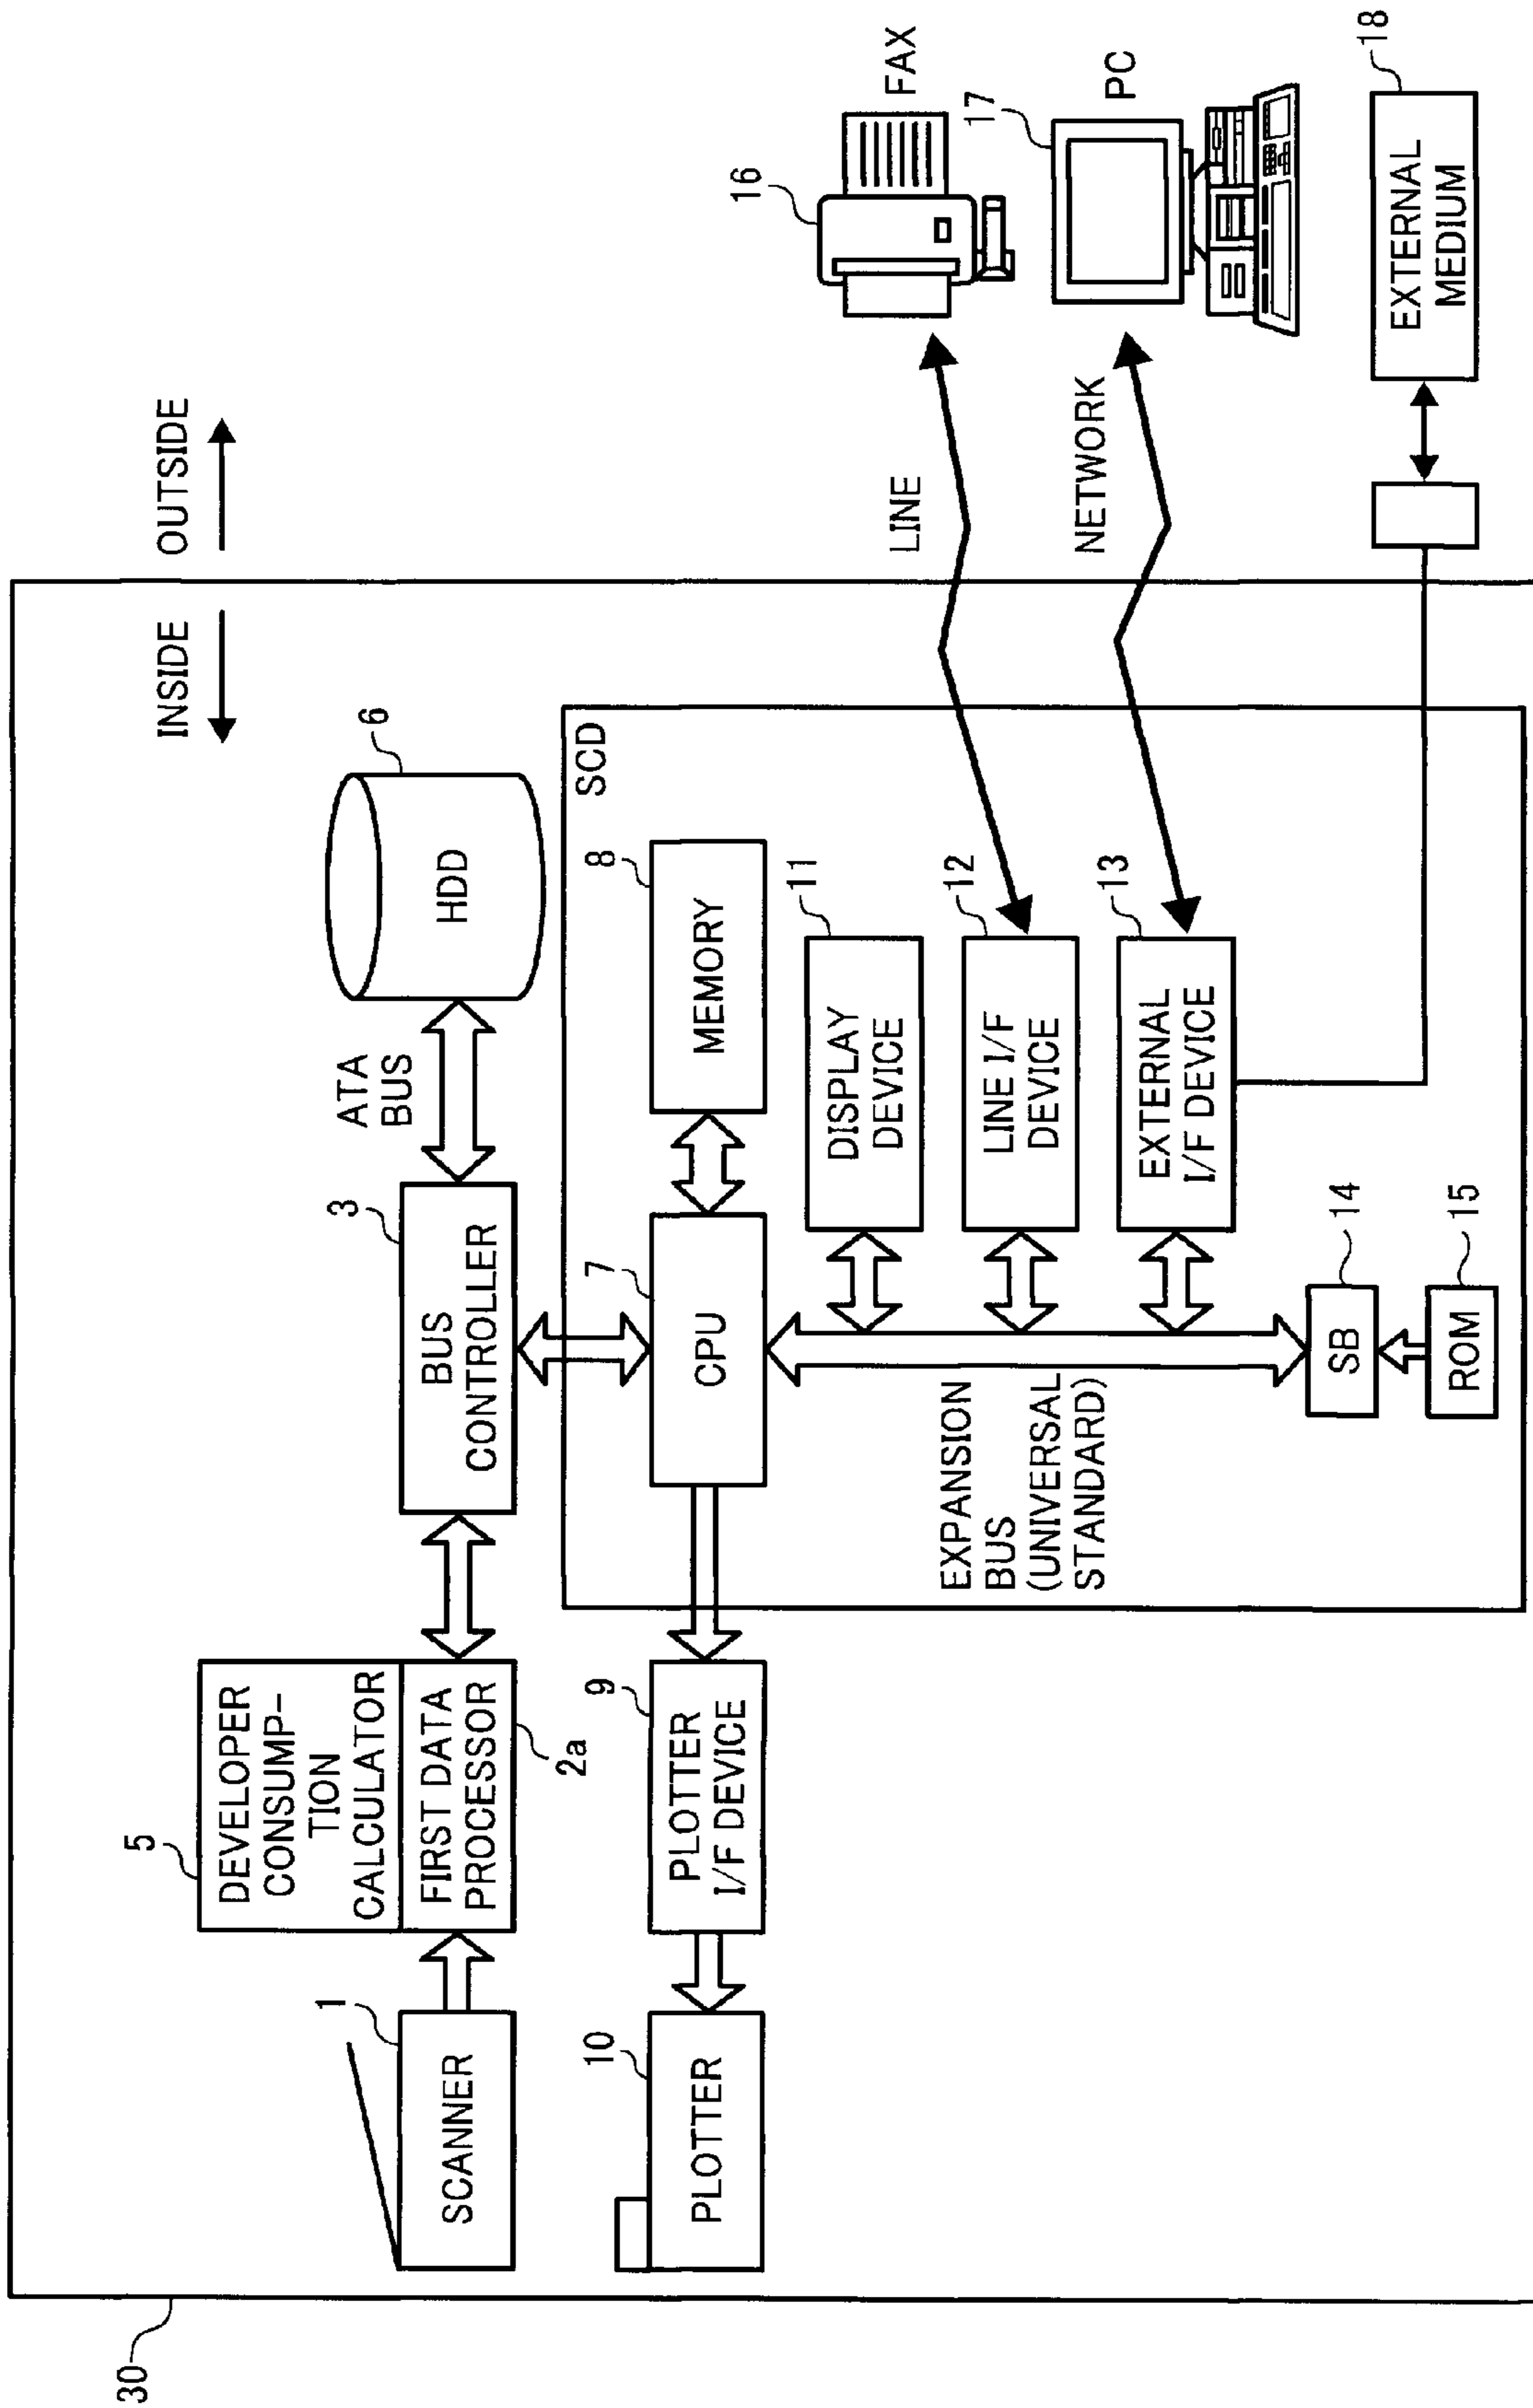 30
INSIDE
OUTSIDE
5
DEVELOPER
CONSUMP-
TION
CALCULATOR
FIRST DATA
PROCESSOR
2a
1
SCANNER
3
BUS
CONTROLLER
ATA
BUS
6
HDD
SCD
10
PLOTTER
9
PLOTTER
I/F DEVICE
7
CPU
8
MEMORY
11
DISPLAY
DEVICE
12
LINE I/F
DEVICE
13
EXTERNAL
I/F DEVICE
EXPANSION
BUS
(UNIVERSAL
STANDARD)
SB
14
ROM
15
LINE
NETWORK
16
FAX
17
PC
18
EXTERNAL
MEDIUM